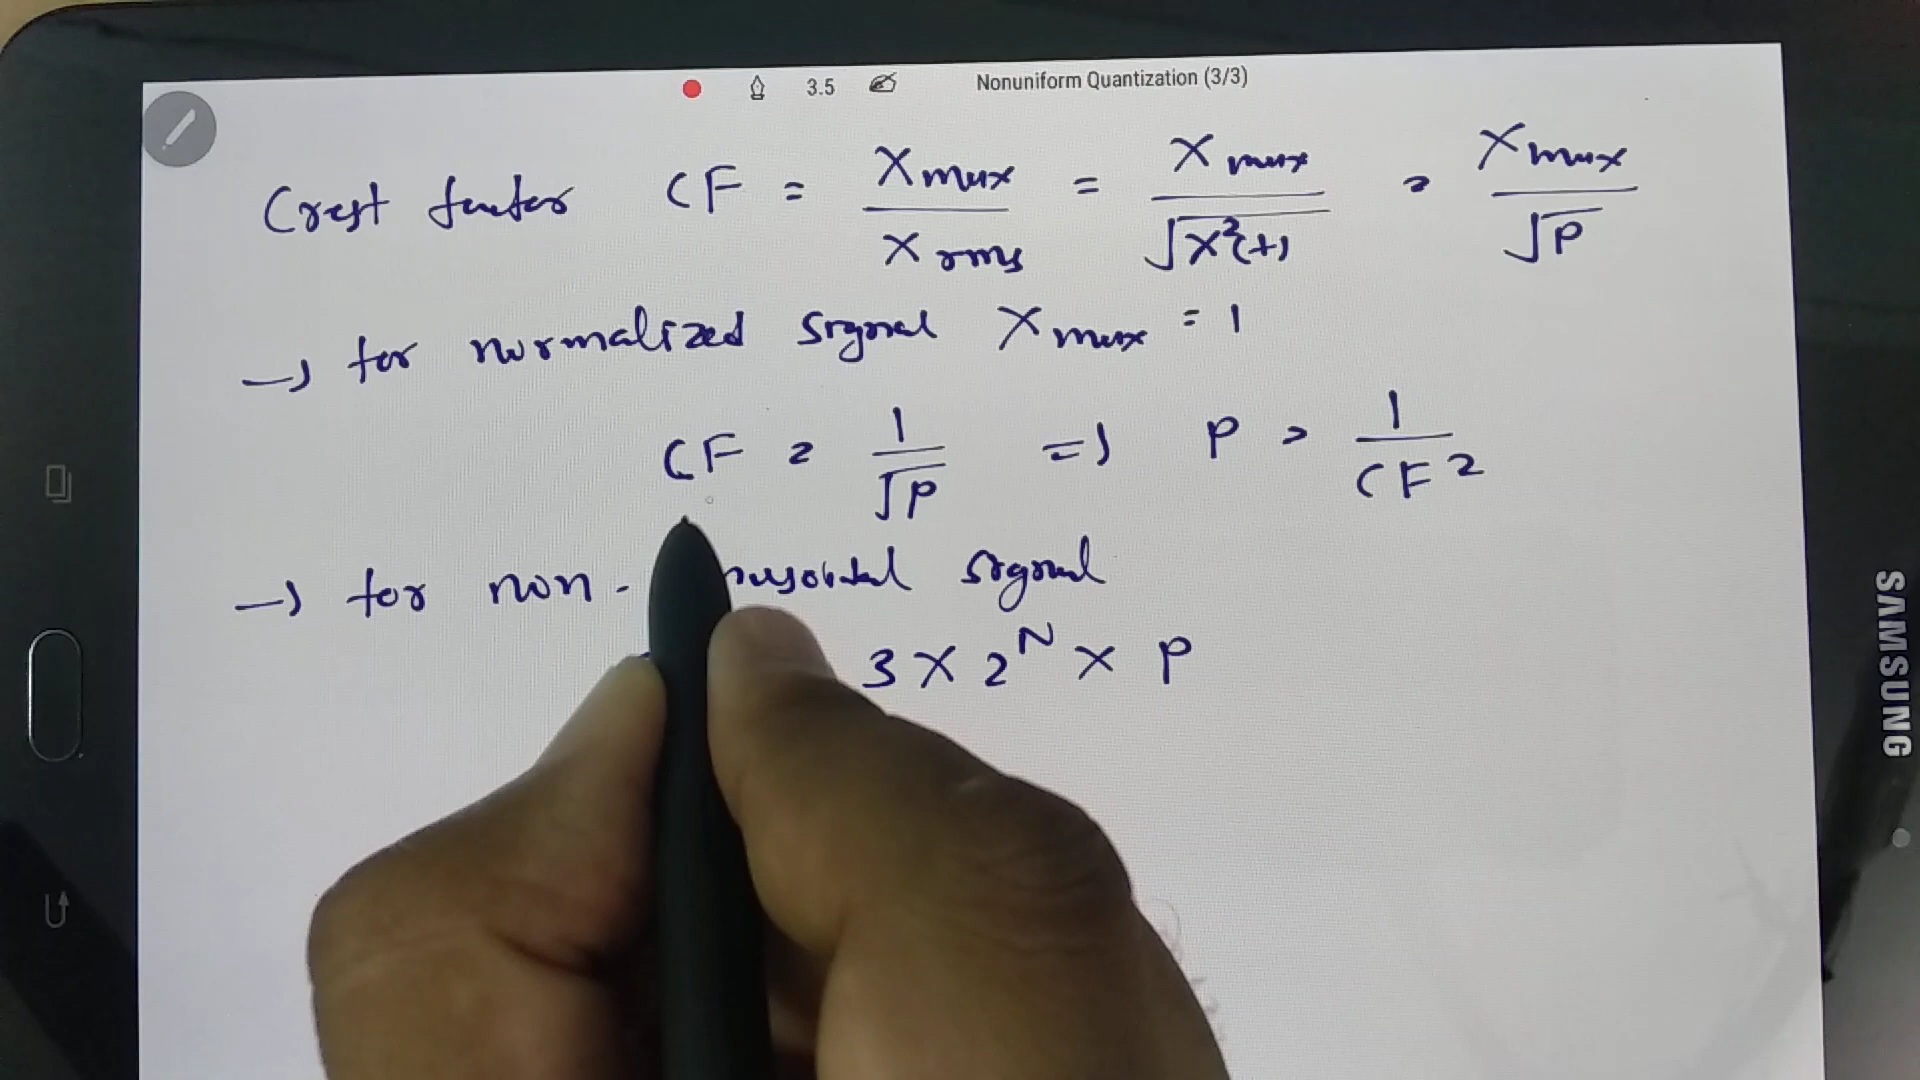 3.5 Nonuniform Quantization (3/3)
Crest factor CF = Xmax / Xrms = Xmax / √X²(t) = Xmax / √P
→ for normalized signal Xmax = 1
CF = 1 / √P => P = 1 / CF²
→ for non - signal
3 X 2^N X P
SAMSUNG